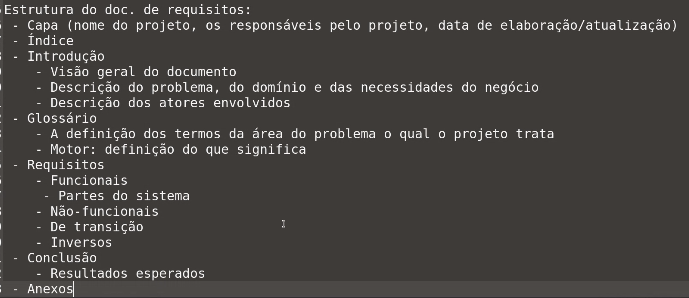 Estrutura do doc. de requisitos:
- Capa (nome do projeto, os responsáveis pelo projeto, data de elaboração/atualização)
- Índice
- Introdução
- Visão geral do documento
- Descrição do problema, do domínio e das necessidades do negócio
- Descrição dos atores envolvidos
- Glossário
- A definição dos termos da área do problema o qual o projeto trata
- Motor: definição do que significa
- Requisitos
- Funcionais
- Partes do sistema
- Não-funcionais
- De transição
- Inversos
- Conclusão
- Resultados esperados
- Anexos